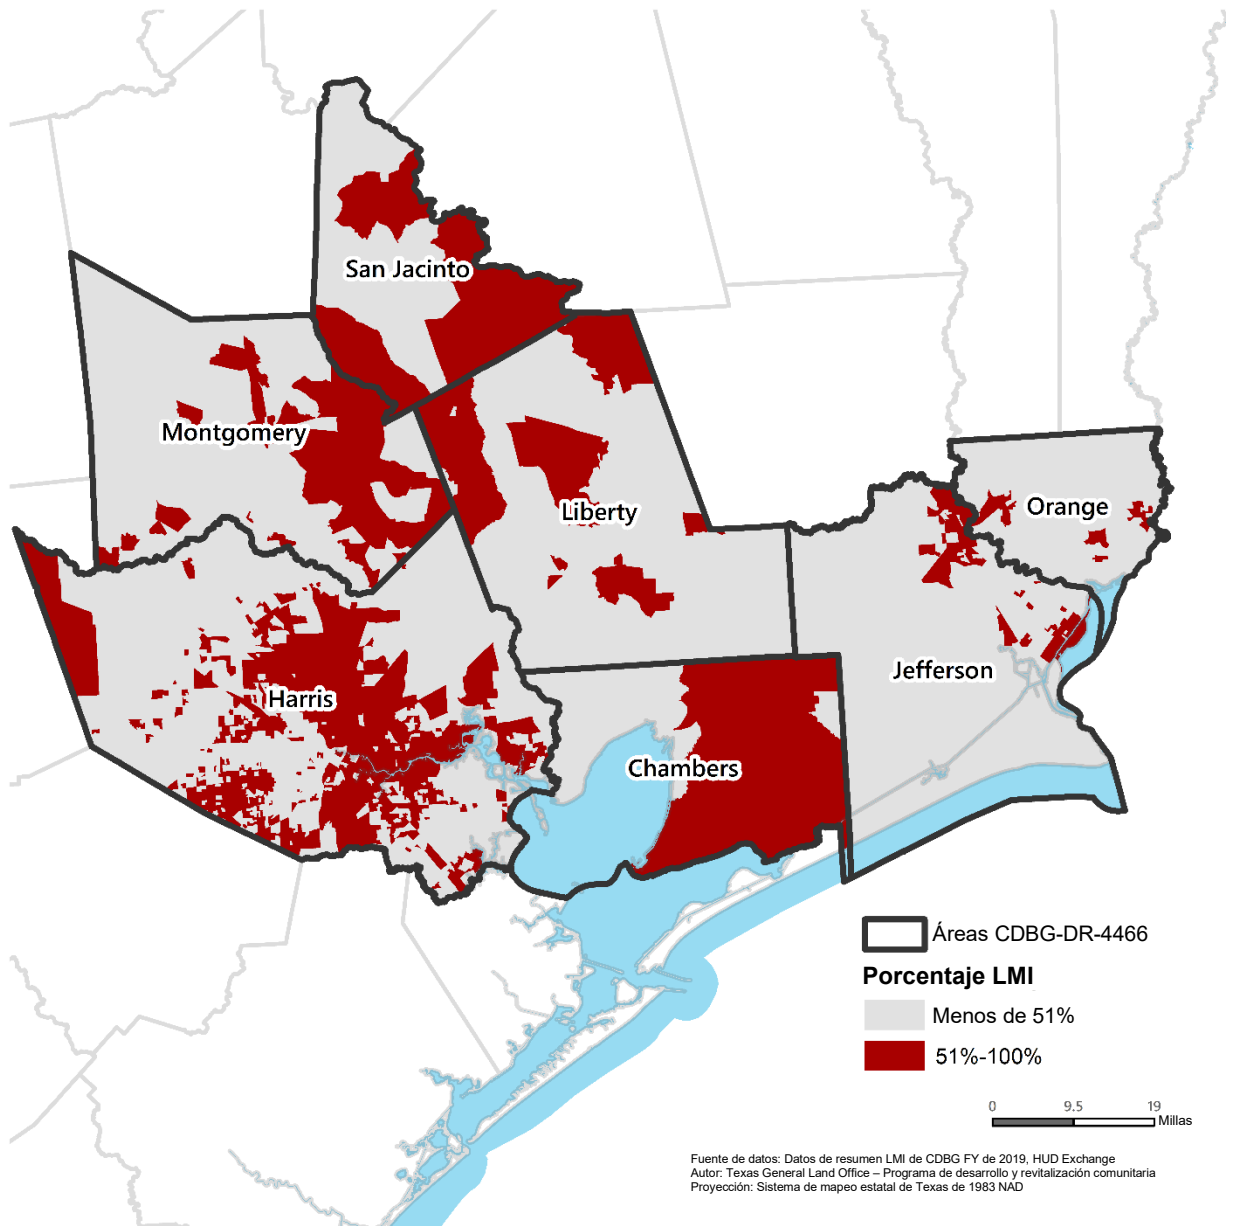 San Jacinto
Montgomery
Liberty
Orange
Harris
Jefferson
Chambers
Áreas CDBG-DR-4466
Porcentaje LMI
Menos de 51%
51%-100%
0 9.5 19
Millas
Fuente de datos: Datos de resumen LMI de CDBG FY de 2019, HUD Exchange
Autor: Texas General Land Office – Programa de desarrollo y revitalización comunitaria
Proyección: Sistema de mapeo estatal de Texas de 1983 NAD